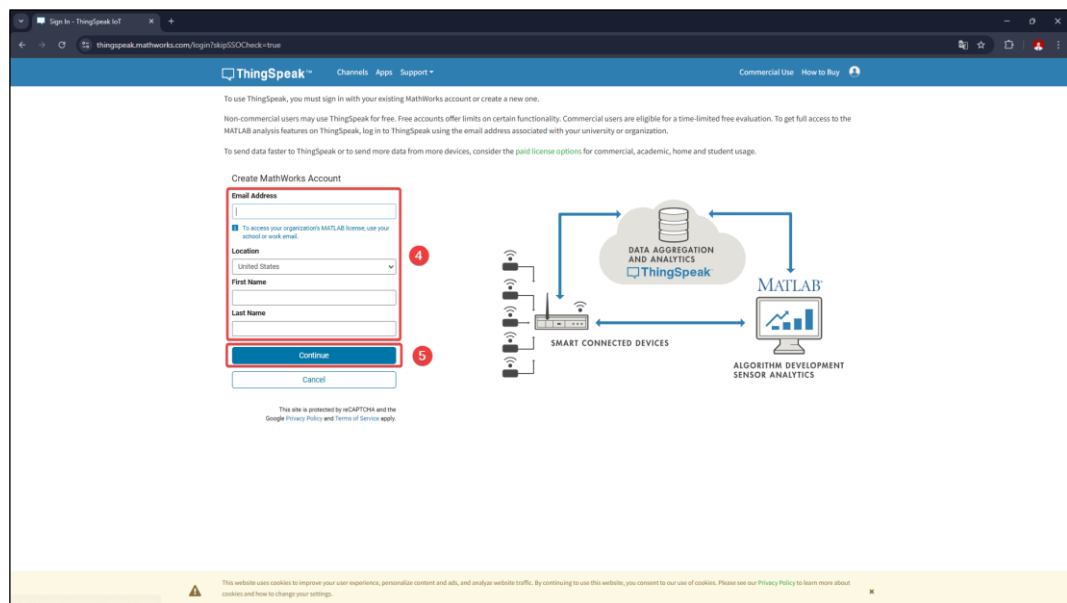 Sign In - ThingSpeak IoT
thingspeak.mathworks.com/login?skipSSOCheck=true
ThingSpeak™ Channels Apps Support Commercial Use How to Buy
To use ThingSpeak, you must sign in with your existing MathWorks account or create a new one.
Non-commercial users may use ThingSpeak for free. Free accounts offer limits on certain functionality. Commercial users are eligible for a time-limited free evaluation. To get full access to the
MATLAB analysis features on ThingSpeak, log in to ThingSpeak using the email address associated with your university or organization.
To send data faster to ThingSpeak or to send more data from more devices, consider the paid license options for commercial, academic, home and student usage.
Create MathWorks Account
Email Address
To access your organization's MATLAB license, use your
school or work email.
Location
United States
First Name
Last Name
4
Continue
5
Cancel
This site is protected by reCAPTCHA and the
Google Privacy Policy and Terms of Service apply.
DATA AGGREGATION
AND ANALYTICS
ThingSpeak™
MATLAB®
SMART CONNECTED DEVICES
ALGORITHM DEVELOPMENT
SENSOR ANALYTICS
This website uses cookies to improve your user experience, personalize content and ads, and analyze website traffic. By continuing to use this website, you consent to our use of cookies. Please see our Privacy Policy to learn more about
cookies and how to change your settings.